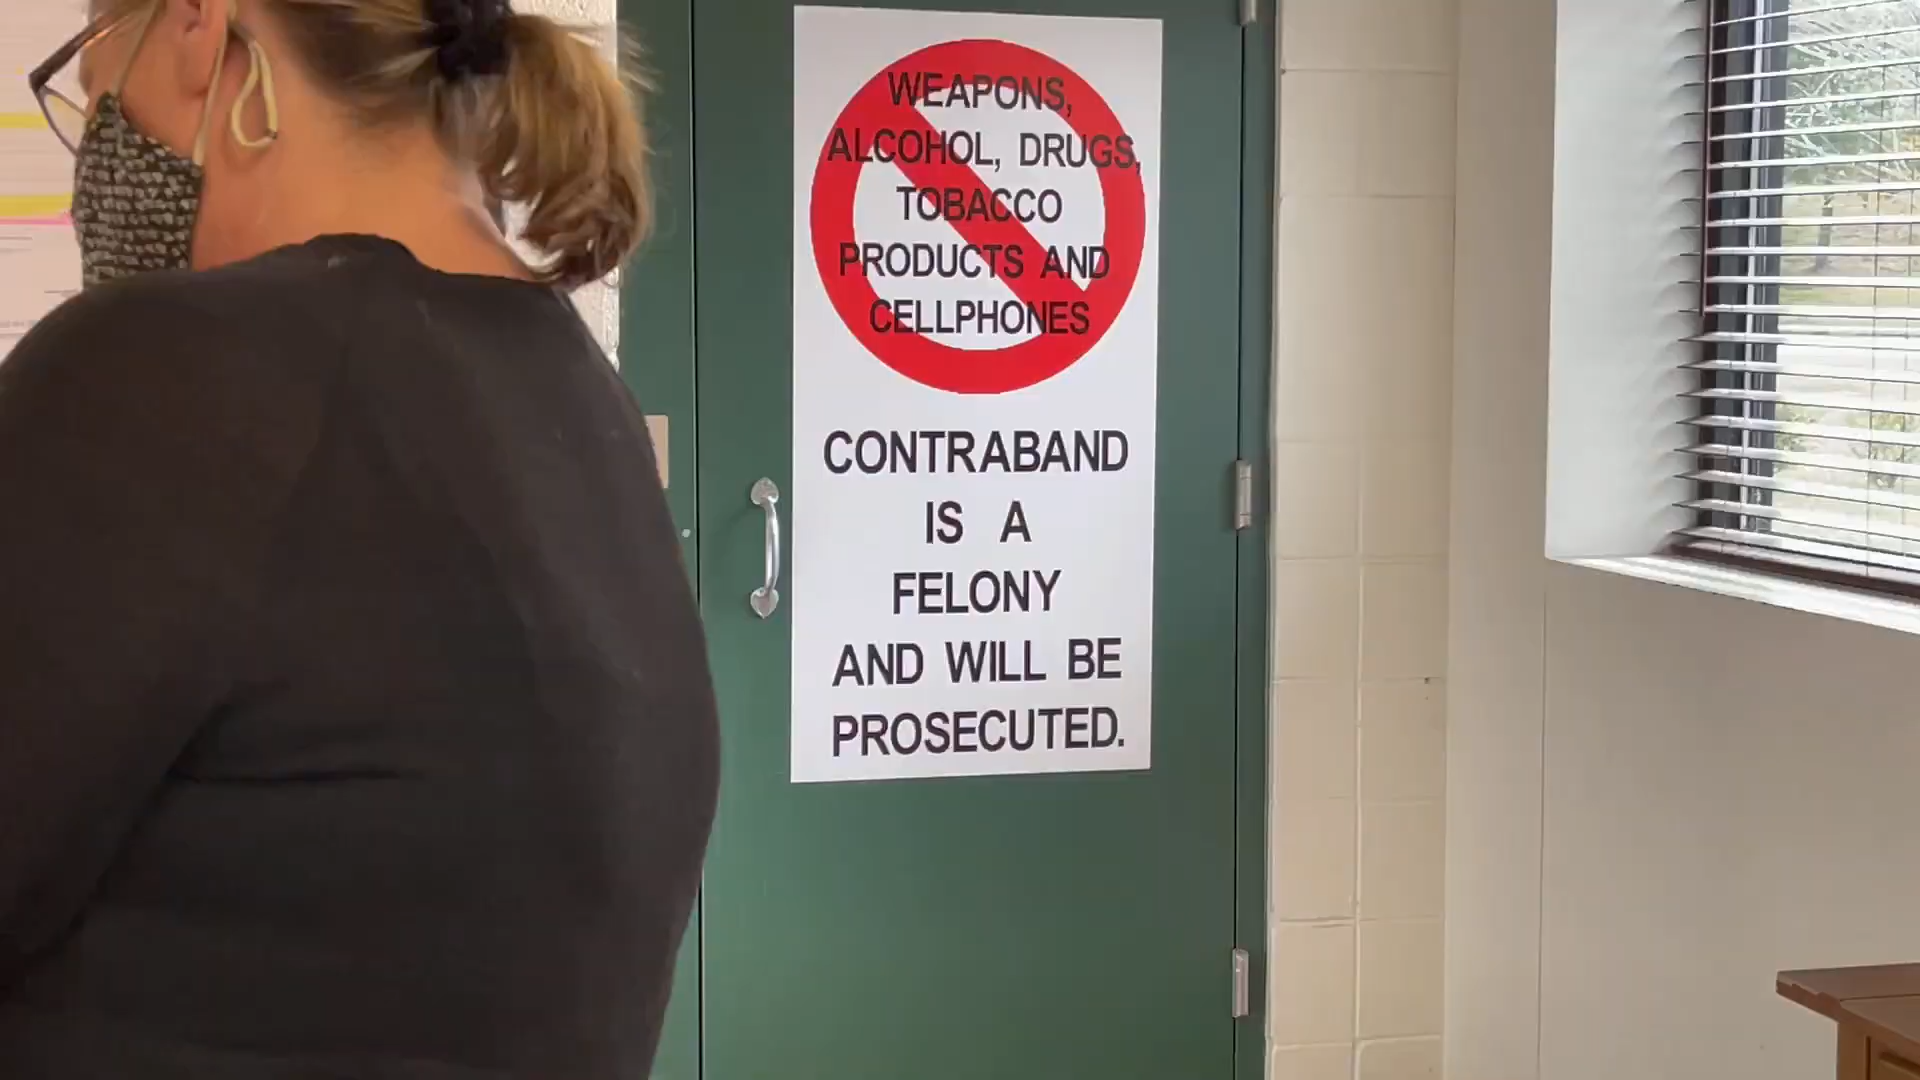 WEAPONS,
ALCOHOL, DRUGS,
TOBACCO
PRODUCTS AND
CELLPHONES
CONTRABAND
IS A
FELONY
AND WILL BE
PROSECUTED.